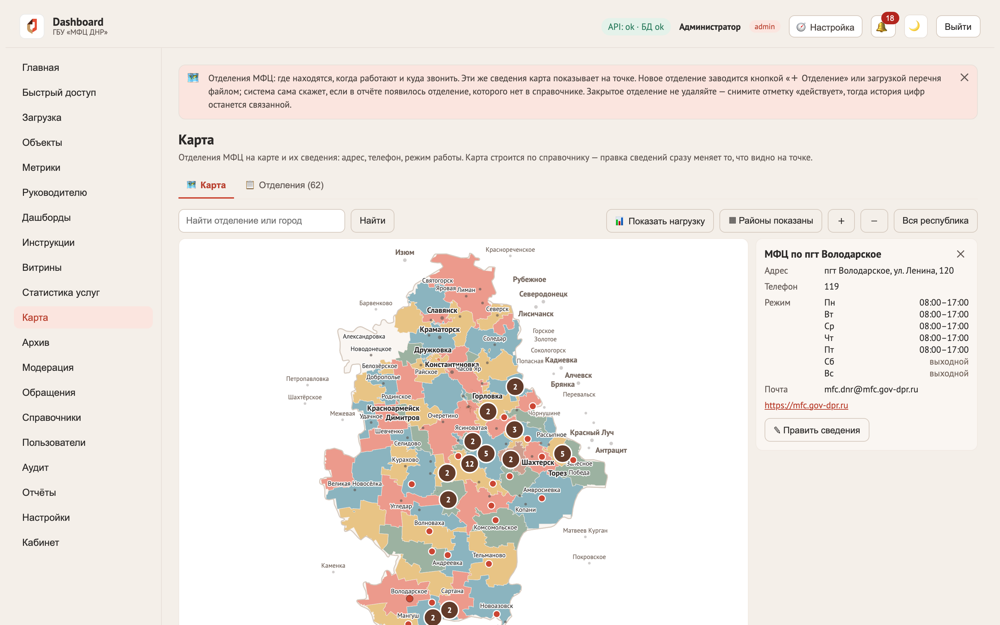 Dashboard
ГБУ «МФЦ ДНР»
API: ok · БД ok
Администратор
admin
Настройка
18
Выйти
Главная
Быстрый доступ
Загрузка
Объекты
Метрики
Руководителю
Дашборды
Инструкции
Витрины
Статистика услуг
Карта
Архив
Модерация
Обращения
Справочники
Пользователи
Аудит
Отчёты
Настройки
Кабинет
Отделения МФЦ: где находятся, когда работают и куда звонить. Эти же сведения карта показывает на точке. Новое отделение заводится кнопкой «+ Отделение» или загрузкой перечня
файлом; система сама скажет, если в отчёте появилось отделение, которого нет в справочнике. Закрытое отделение не удаляйте — снимите отметку «действует», тогда история цифр
останется связанной.
Карта
Отделения МФЦ на карте и их сведения: адрес, телефон, режим работы. Карта строится по справочнику — правка сведений сразу меняет то, что видно на точке.
Карта
Отделения (62)
Найти отделение или город
Найти
Показать нагрузку
Районы показаны
+
−
Вся республика
Изюм
Краснореченское
Святогорск
Яровая
Лиман
Рубежное
Северодонецк
Барвенково
Славянск
Северск
Лисичанск
Краматорск
Горское
Александровка
Соледар
Золотое
Новодонецкое
Дружковка
Сокологорск
Попасная
Кадиевка
Белозёрское
Константиновка
Часов Яр
Райское
Доброполье
Петропавловка
Алчевск
Брянка
2
Перевальск
Шахтёрское
Родинское
Горловка
Красноармейск
2
Межевая
Удачное
Димитров
Очеретино
Чорнушине
Ясиноватая
3
Шевченко
Рассыпное
Красный Луч
Селидово
2
Антрацит
5
5
Курахово
12
2
Шахтерск
Залесное
2
Торез
Победа
Великая Новосёлка
Амвросиевка
2
Угледар
Копани
Волноваха
Комсомольское
Матвеев Курган
Тельманово
Покровское
Андреевка
Каменка
Володарское
Сартана
Новоазовск
2
Мангуш
2
МФЦ по пгт Володарское
Адрес пгт Володарское, ул. Ленина, 120
Телефон 119
Режим Пн 08:00–17:00
Вт 08:00–17:00
Ср 08:00–17:00
Чт 08:00–17:00
Пт 08:00–17:00
Сб выходной
Вс выходной
Почта mfc.dnr@mfc.gov-dpr.ru
https://mfc.gov-dpr.ru
✎ Править сведения